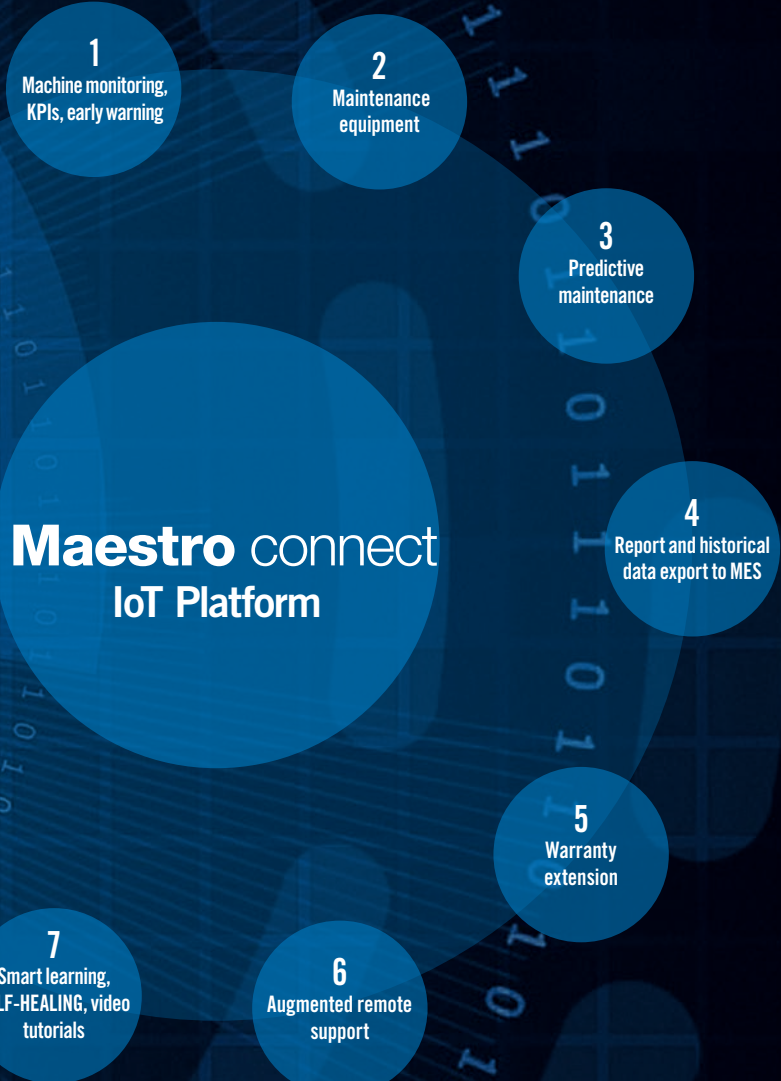 1
Machine monitoring,
KPIs, early warning
2
Maintenance
equipment
3
Predictive
maintenance
4
Report and historical
data export to MES
Maestro connect
IoT Platform
5
Warranty
extension
6
Augmented remote
support
7
Smart learning,
LF-HEALING, video
tutorials